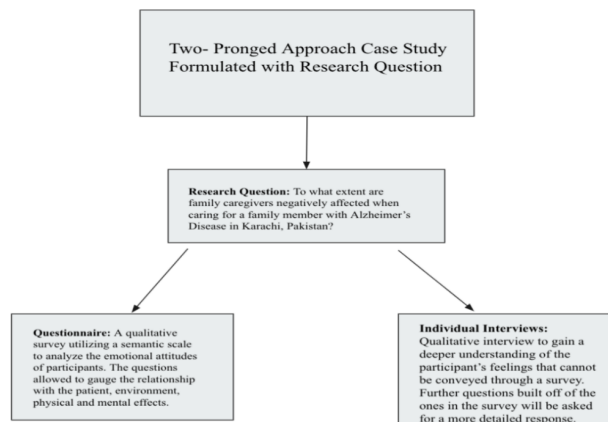 Two- Pronged Approach Case Study
Formulated with Research Question
Research Question: To what extent are
family caregivers negatively affected when
caring for a family member with Alzheimer's
Disease in Karachi, Pakistan?
Questionnaire: A qualitative
survey utilizing a semantic scale
to analyze the emotional attitudes
of participants. The questions
allowed to gauge the relationship
with the patient, environment,
physical and mental effects.
Individual Interviews:
Qualitative interview to gain a
deeper understanding of the
participant's feelings that cannot
be conveyed through a survey.
Further questions built off of the
ones in the survey will be asked
for a more detailed response.